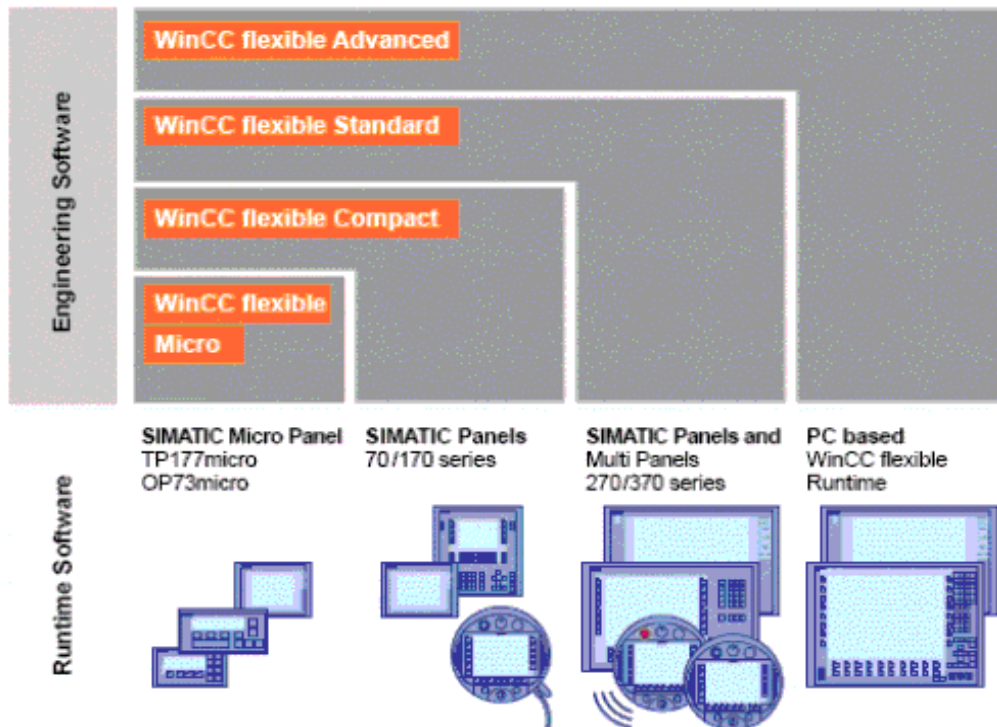 Engineering Software
WinCC flexible Advanced
WinCC flexible Standard
WinCC flexible Compact
WinCC flexible
Micro
Runtime Software
SIMATIC Micro Panel
TP177micro
OP73micro
SIMATIC Panels
70/170 series
SIMATIC Panels and
Multi Panels
270/370 series
PC based
WinCC flexible
Runtime